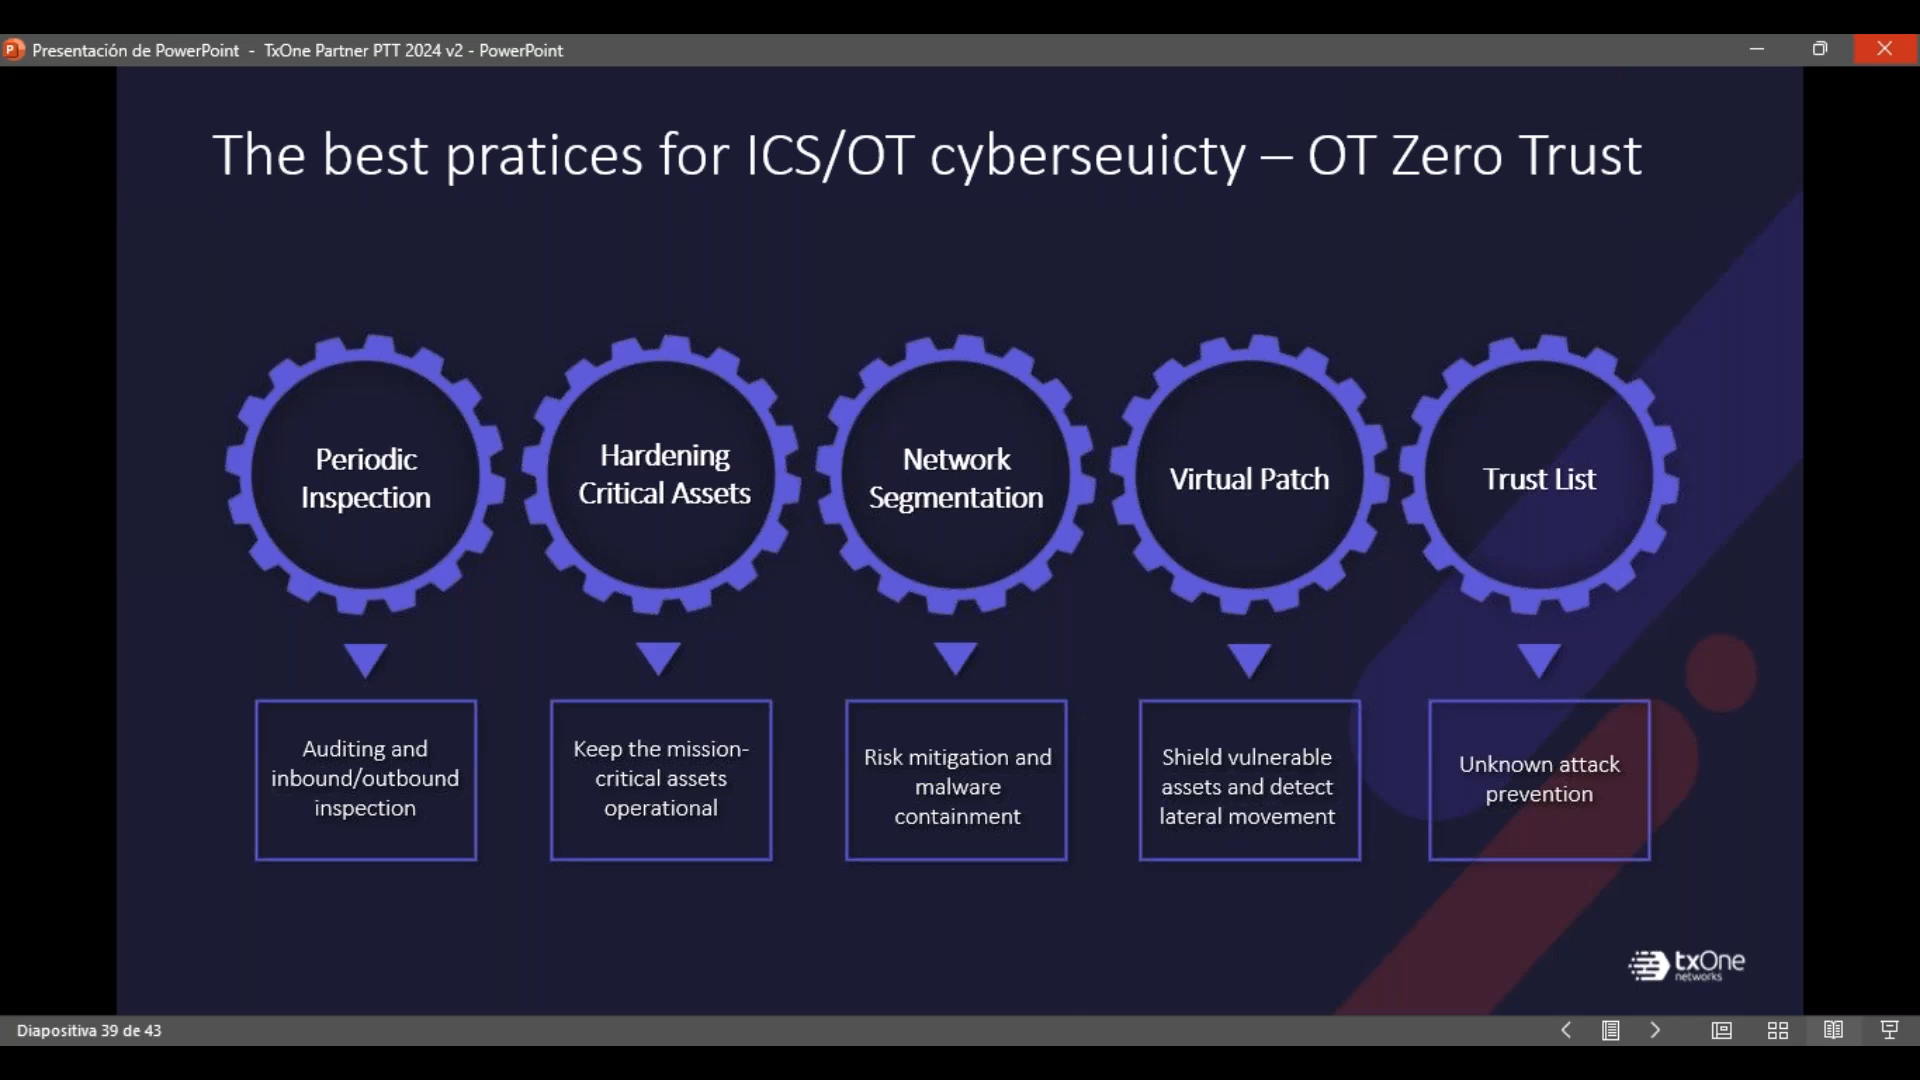 Presentación de PowerPoint - TxOne Partner PTT 2024 v2 - PowerPoint
The best pratices for ICS/OT cyberseuicty – OT Zero Trust
Periodic
Inspection
Hardening
Critical Assets
Network
Segmentation
Virtual Patch
Trust List
Auditing and
inbound/outbound
inspection
Keep the mission-
critical assets
operational
Risk mitigation and
malware
containment
Shield vulnerable
assets and detect
lateral movement
Unknown attack
prevention
txOne
networks
Diapositiva 39 de 43